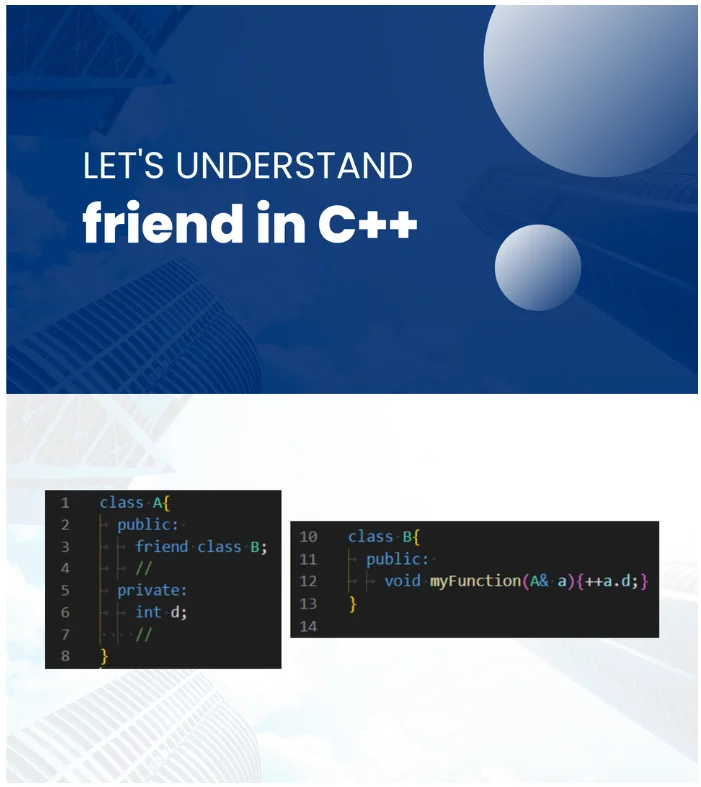 LET'S UNDERSTAND
friend in C++
1 class A{
2 public:
3 friend class B;
4 //
5 private:
6 int d;
7 //
8 }
10 class B{
11 public:
12 void myFunction(A& a){++a.d;}
13 }
14